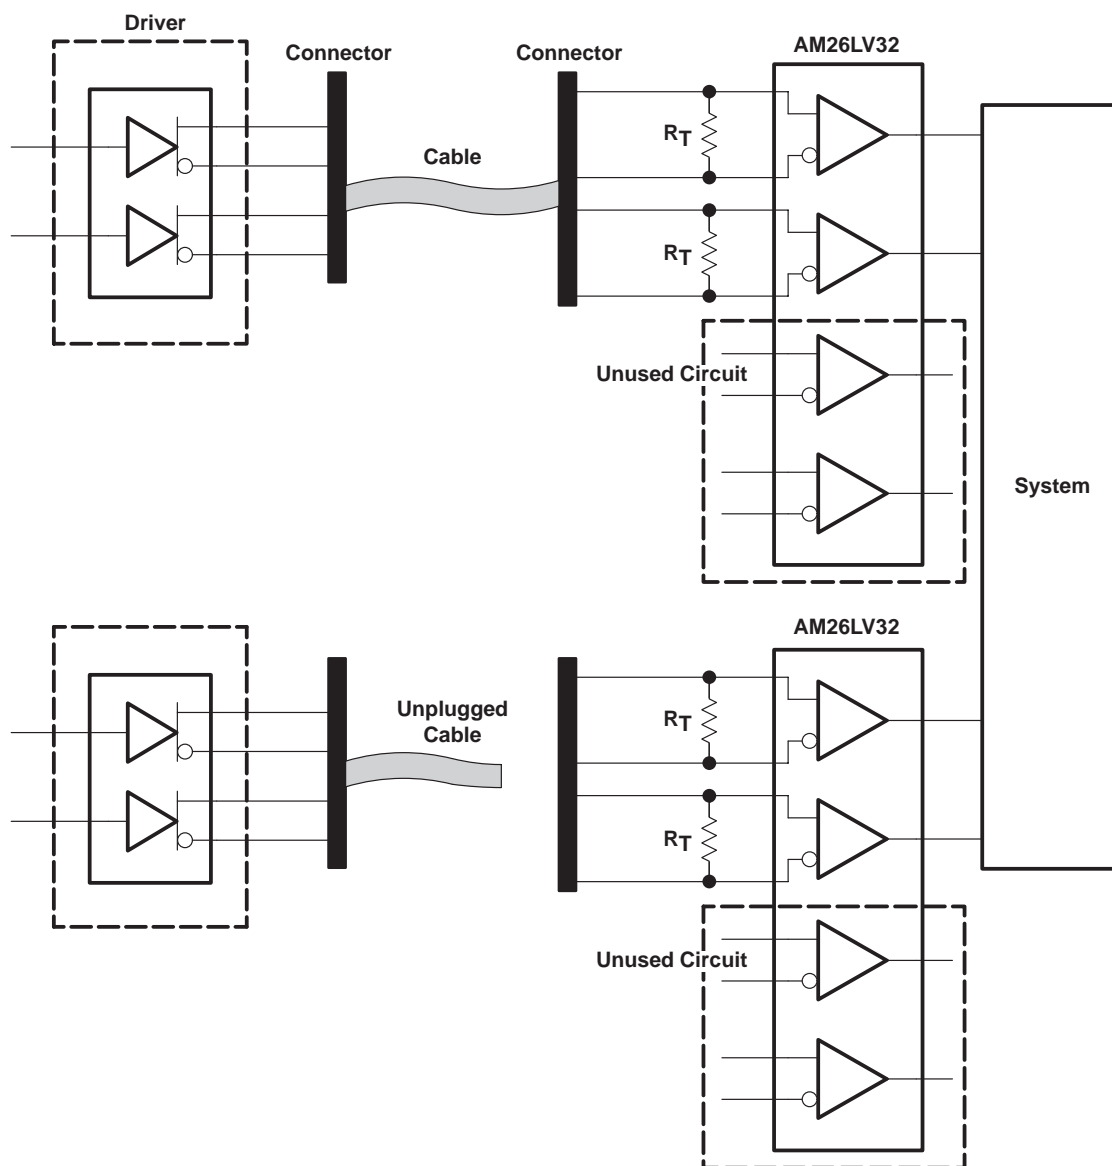 Driver
Connector
Connector
AM26LV32
Cable
RT
RT
Unused Circuit
System
AM26LV32
Unplugged
Cable
RT
RT
Unused Circuit